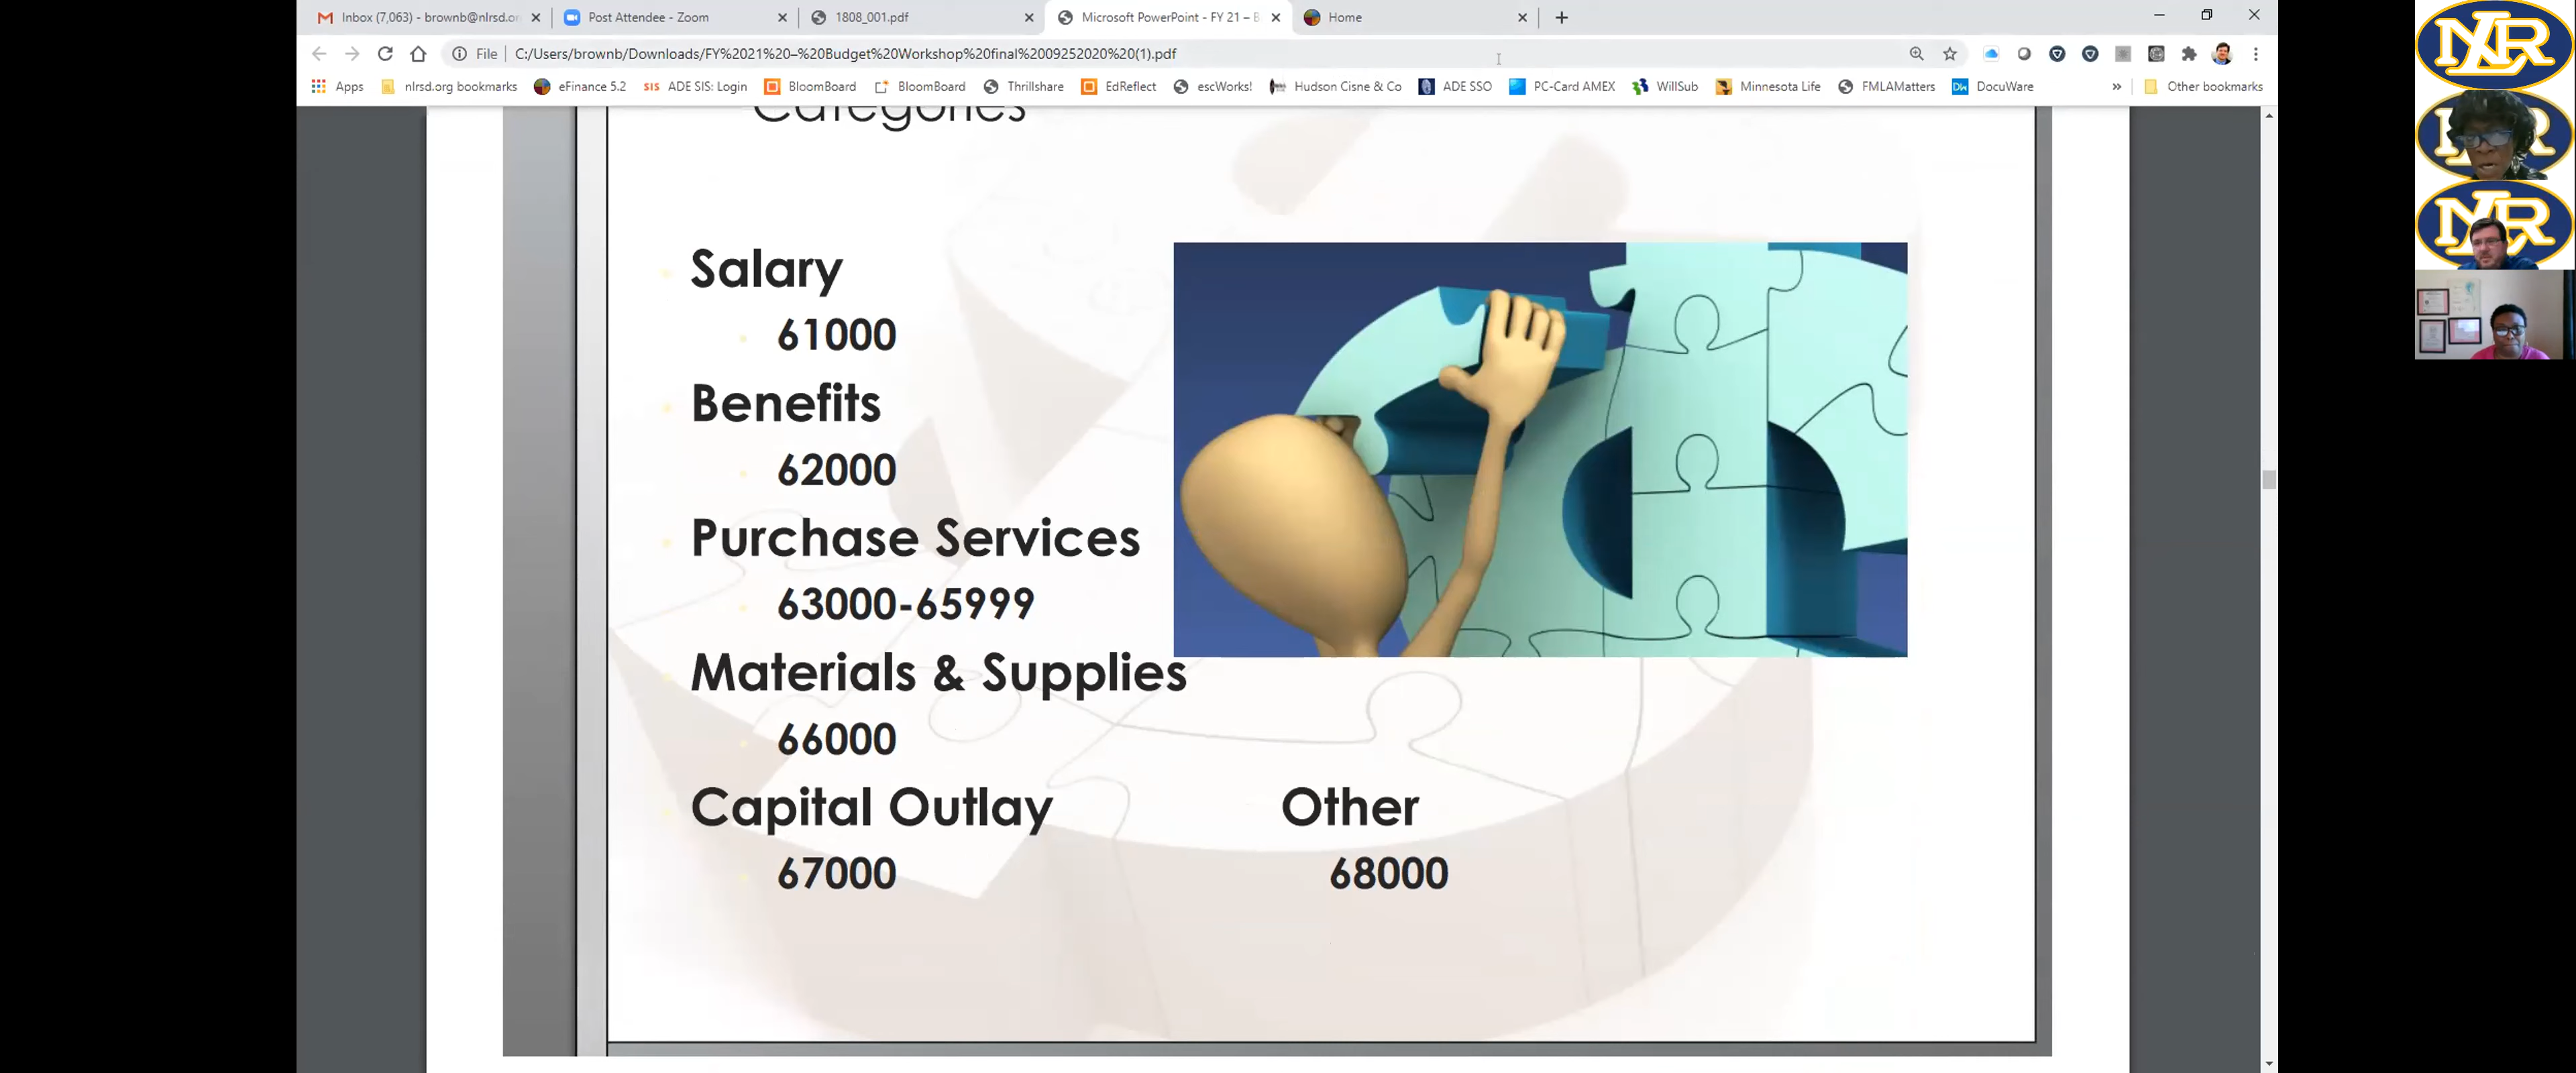 Inbox (7,063) - brownb@nlrsd.or
Post Attendee - Zoom
1808_001.pdf
Microsoft PowerPoint - FY 21 – B
Home
File
C:/Users/brownb/Downloads/FY%2021%20–%20Budget%20Workshop%20final%2009252020%20(1).pdf
Apps
nlrsd.org bookmarks
eFinance 5.2
SIS ADE SIS: Login
BloomBoard
BloomBoard
Thrillshare
EdReflect
escWorks!
Hudson Cisne & Co
ADE SSO
PC-Card AMEX
WillSub
Minnesota Life
FMLAMatters
Dw DocuWare
»
Other bookmarks
Categories
Salary
61000
Benefits
62000
Purchase Services
63000-65999
Materials & Supplies
66000
Capital Outlay
67000
Other
68000
NLR
NLR